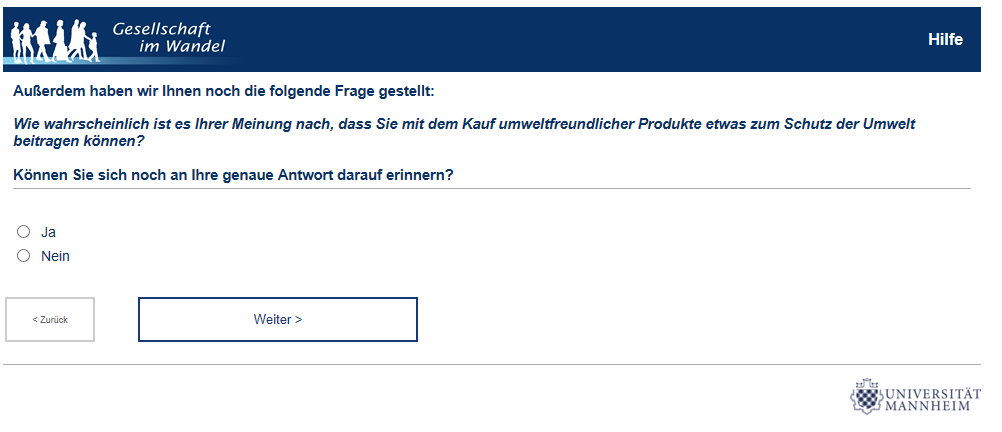 Gesellschaft
im Wandel
Hilfe
Außerdem haben wir Ihnen noch die folgende Frage gestellt:
Wie wahrscheinlich ist es Ihrer Meinung nach, dass Sie mit dem Kauf umweltfreundlicher Produkte etwas zum Schutz der Umwelt
beitragen können?
Können Sie sich noch an Ihre genaue Antwort darauf erinnern?
Ja
Nein
< Zurück
Weiter >
UNIVERSITÄT
MANNHEIM